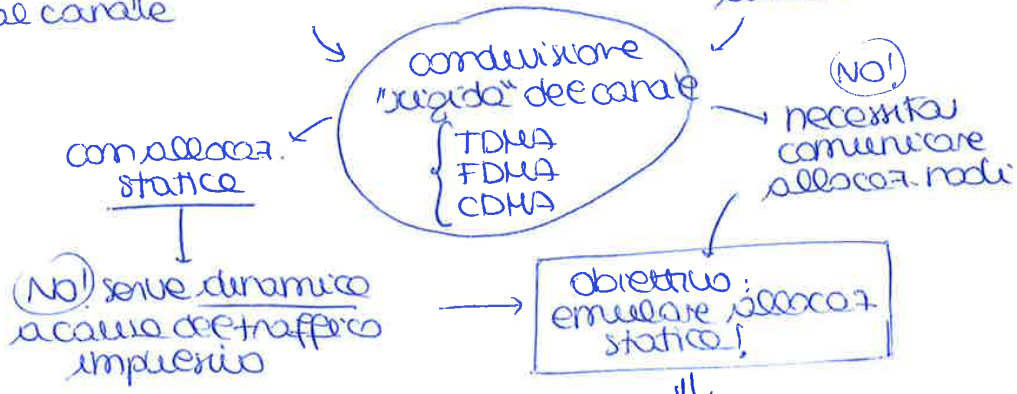 al canale
condivisione
"rigida" del canale
TDMA
FDMA
CDMA
con allocaz.
statica
(NO!)
necessita
comunicare
allocaz. nodi
(NO!) serve dinamico
a causa del traffico
impulsivo
obiettivo:
emulare allocaz
statico!